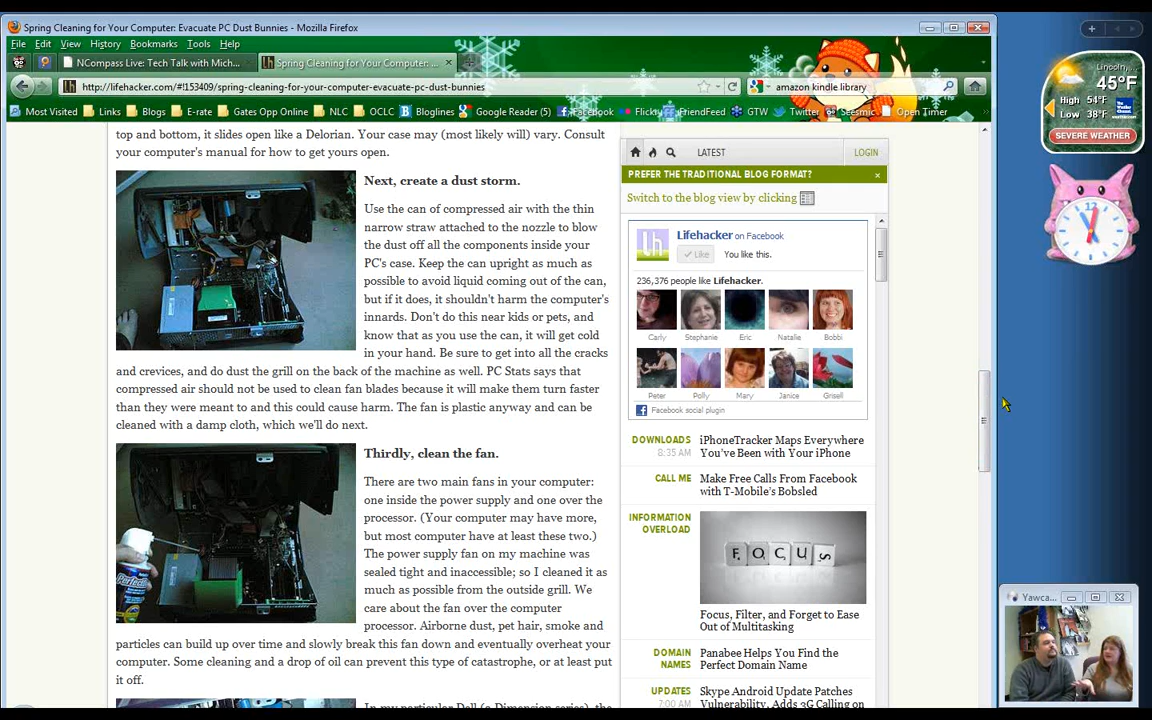 Spring Cleaning for Your Computer: Evacuate PC Dust Bunnies - Mozilla Firefox
File Edit View History Bookmarks Tools Help
NCompass Live: Tech Talk with Mich...
Spring Cleaning for Your Computer: ...
http://lifehacker.com/#!153409/spring-cleaning-for-your-computer-evacuate-pc-dust-bunnies
amazon kindle library
Most Visited Links Blogs E-rate Gates Opp Online NLC OCLC Bloglines Google Reader (5) Facebook Flickr FriendFeed GTW Twitter Seesmic Open Timer
top and bottom, it slides open like a Delorian. Your case may (most likely will) vary. Consult
your computer's manual for how to get yours open.
Next, create a dust storm.
Use the can of compressed air with the thin
narrow straw attached to the nozzle to blow
the dust off all the components inside your
PC's case. Keep the can upright as much as
possible to avoid liquid coming out of the can,
but if it does, it shouldn't harm the computer's
innards. Don't do this near kids or pets, and
know that as you use the can, it will get cold
in your hand. Be sure to get into all the cracks
and crevices, and do dust the grill on the back of the machine as well. PC Stats says that
compressed air should not be used to clean fan blades because it will make them turn faster
than they were meant to and this could cause harm. The fan is plastic anyway and can be
cleaned with a damp cloth, which we'll do next.
Thirdly, clean the fan.
There are two main fans in your computer:
one inside the power supply and one over the
processor. (Your computer may have more,
but most computer have at least these two.)
The power supply fan on my machine was
sealed tight and inaccessible; so I cleaned it as
much as possible from the outside grill. We
care about the fan over the computer
processor. Airborne dust, pet hair, smoke and
particles can build up over time and slowly break this fan down and eventually overheat your
computer. Some cleaning and a drop of oil can prevent this type of catastrophe, or at least put
it off.
In my particular Dell (a Dimension series), the
LATEST
LOGIN
PREFER THE TRADITIONAL BLOG FORMAT?
Switch to the blog view by clicking
lh
Lifehacker on Facebook
Like You like this.
236,376 people like Lifehacker.
Carly Stephanie Eric Natalie Bobbi
Peter Polly Mary Janice Grisell
Facebook social plugin
DOWNLOADS
8:35 AM
iPhoneTracker Maps Everywhere
You've Been with Your iPhone
CALL ME
Make Free Calls From Facebook
with T-Mobile's Bobsled
INFORMATION
OVERLOAD
FOCUS
Focus, Filter, and Forget to Ease
Out of Multitasking
DOMAIN
NAMES
Panabee Helps You Find the
Perfect Domain Name
UPDATES
7:00 AM
Skype Android Update Patches
Vulnerability, Adds 3G Calling on
Lincoln,...
45°F
High 54°F
Low 38°F
SEVERE WEATHER
12
Yawca...